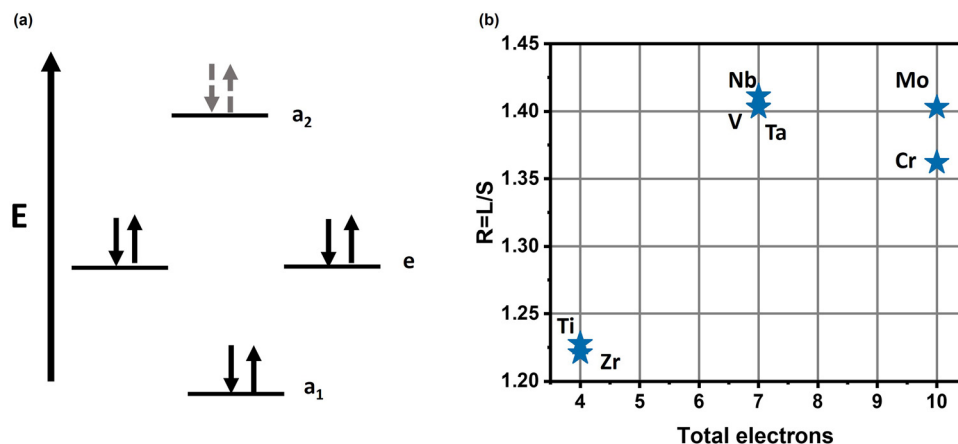 (a)
E
a₂
e
a₁
(b)
R=L/S
1.45
1.40
1.35
1.30
1.25
1.20
Nb
V
Ta
Mo
Cr
Ti
Zr
4 5 6 7 8 9 10
Total electrons